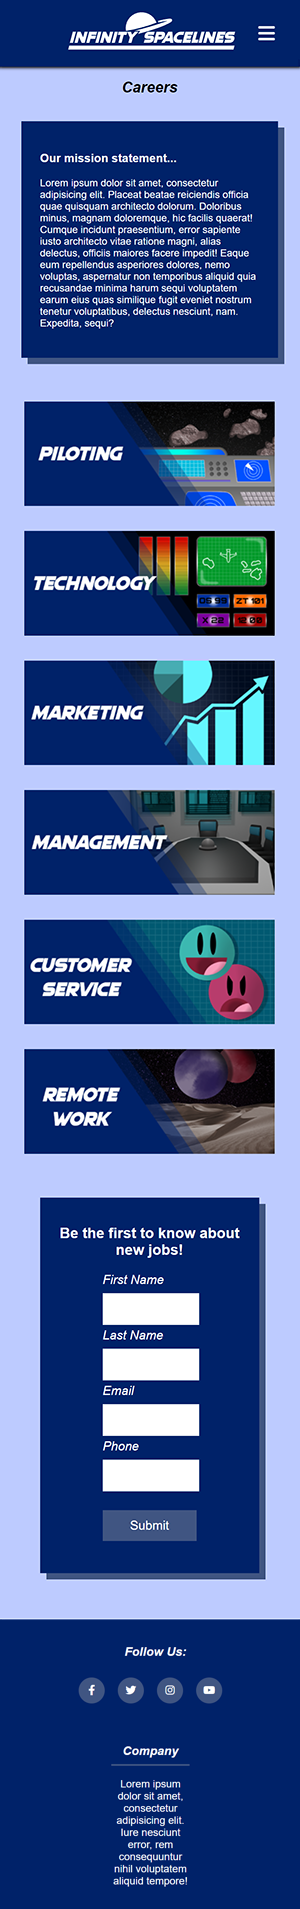 INFINITY SPACELINES
Careers
Our mission statement...
Lorem ipsum dolor sit amet, consectetur
adipisicing elit. Placeat beatae reiciendis officia
quae quisquam architecto dolorum. Doloribus
minus, magnam doloremque, hic facilis quaerat!
Cumque incidunt praesentium, error sapiente
iusto architecto vitae ratione magni, alias
delectus, officiis maiores facere impedit! Eaque
eum repellendus asperiores dolores, nemo
voluptas, aspernatur non temporibus aliquid quia
recusandae minima harum sequi voluptatem
earum eius quas similique fugit eveniet nostrum
tenetur voluptatibus, delectus nesciunt, nam.
Expedita, sequi?
PILOTING
TECHNOLOGY
ZT 101
X 22
1200
MARKETING
MANAGEMENT
CUSTOMER
SERVICE
REMOTE
WORK
Be the first to know about
new jobs!
First Name
Last Name
Email
Phone
Submit
Follow Us:
Company
Lorem ipsum
dolor sit amet,
consectetur
adipisicing elit.
Iure nesciunt
error, rem
consequuntur
nihil voluptatem
aliquid tempore!